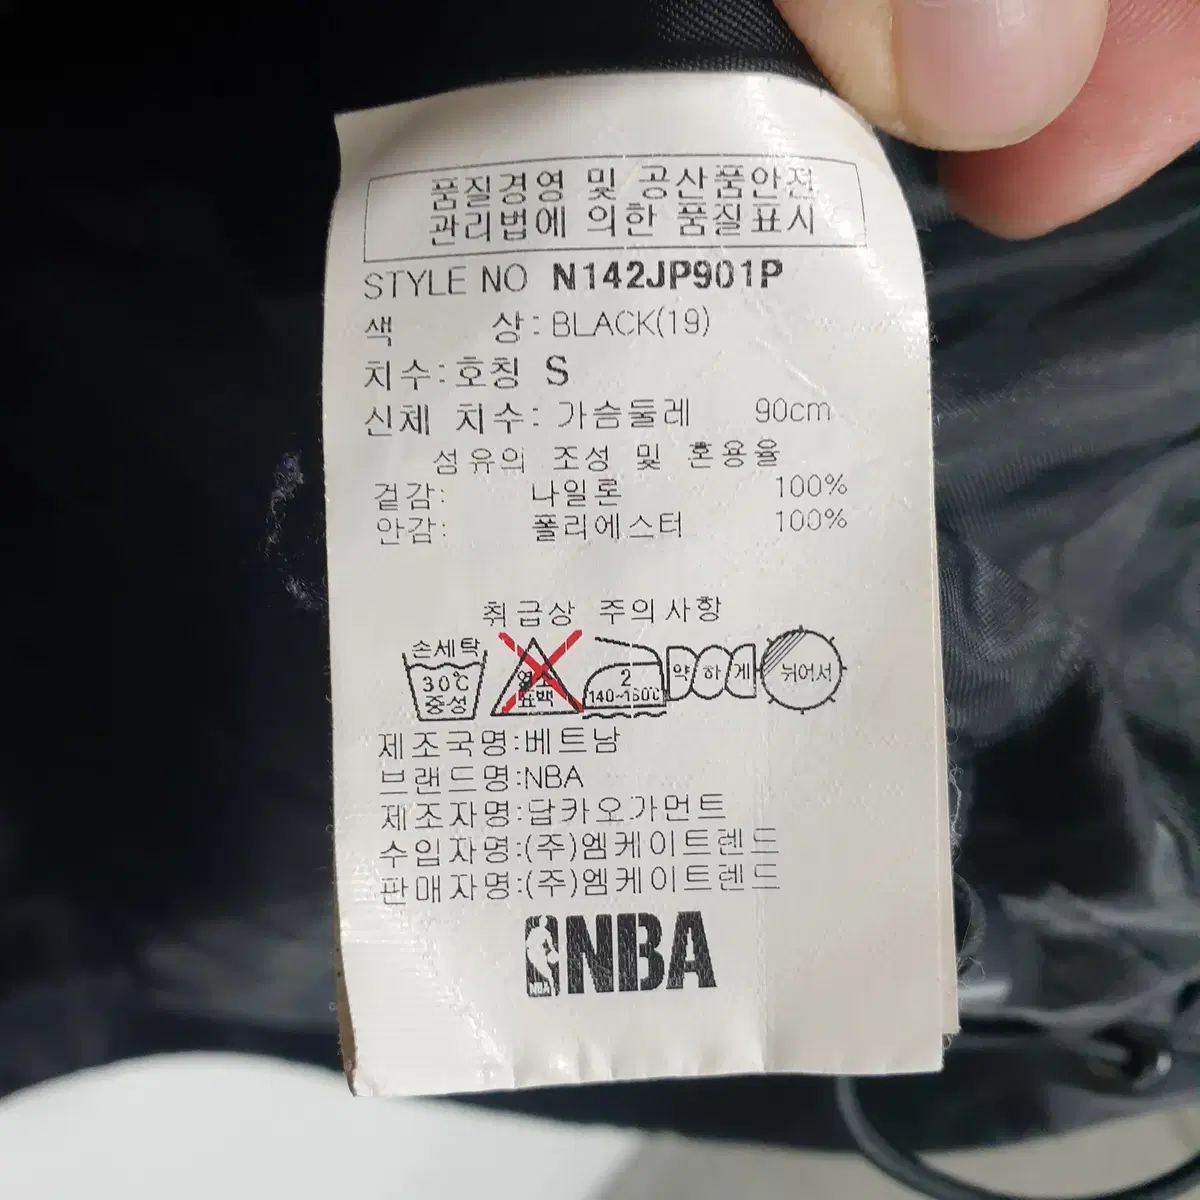 품질경영 및 공산품안전
관리법에 의한 품질표시
STYLE NO N142JP901P
색 상: BLACK(19)
치수: 호칭 S
신체 치수: 가슴둘레 90cm
섬유의 조성 및 혼용율
겉감: 나일론 100%
안감: 폴리에스터 100%
취급상 주의사항
손세탁
30℃
중성
염소
표백
2
140~160℃
약하게
뉘어서
제조국명:베트남
브랜드명:NBA
제조자명:답카오가먼트
수입자명:(주)엠케이트렌드
판매자명:(주)엠케이트렌드
NBA
NBA